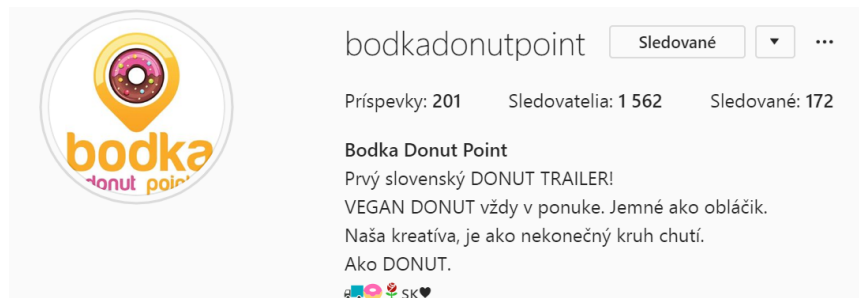 bodkadonutpoint Sledované
Príspevky: 201 Sledovatelia: 1 562 Sledované: 172
bodka
donut point
Bodka Donut Point
Prvý slovenský DONUT TRAILER!
VEGAN DONUT vždy v ponuke. Jemné ako obláčik.
Naša kreatíva, je ako nekonečný kruh chutí.
Ako DONUT.
🚛🍩🌹SK♥